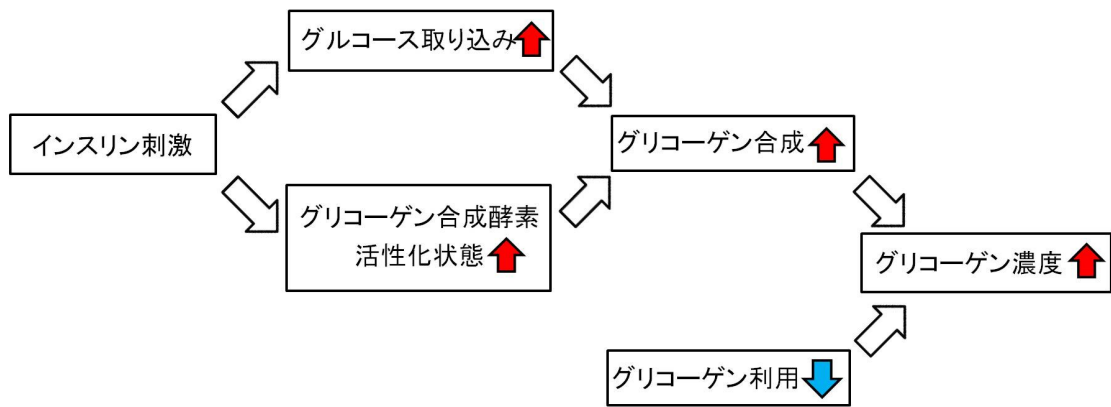 グルコース取り込み
インスリン刺激
グリコーゲン合成
グリコーゲン合成酵素
活性化状態
グリコーゲン濃度
グリコーゲン利用